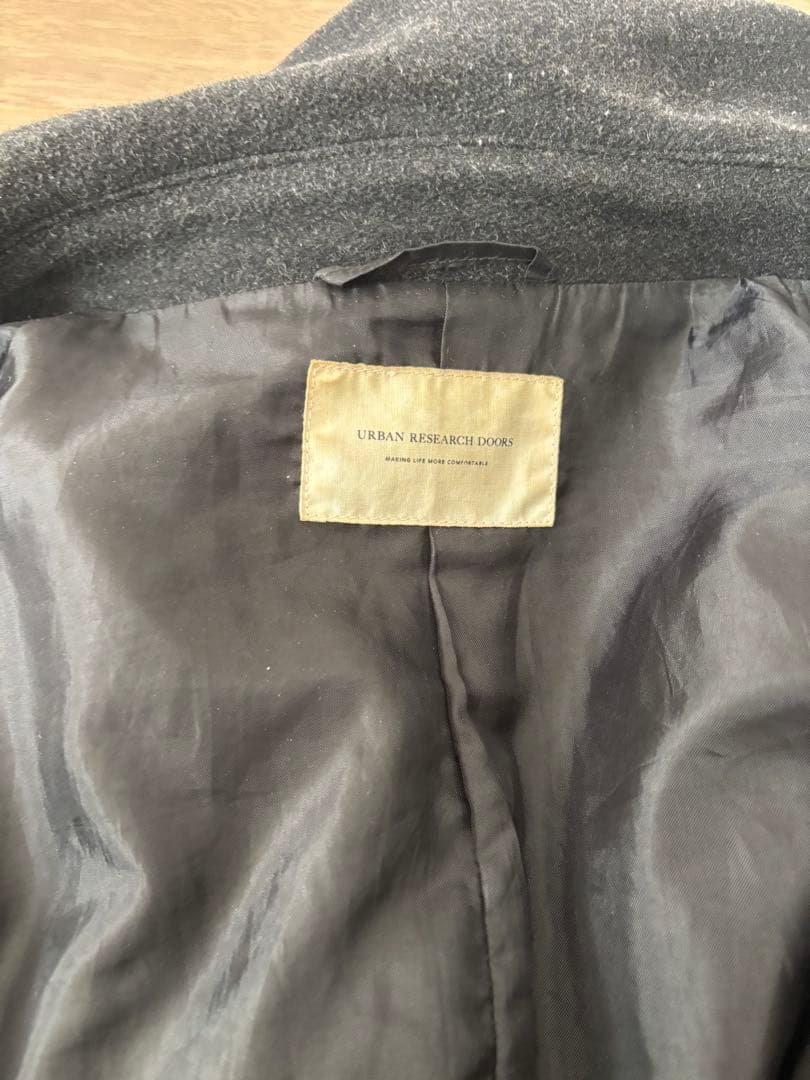 URBAN RESEARCH DOORS
MAKING LIFE MORE COMFORTABLE